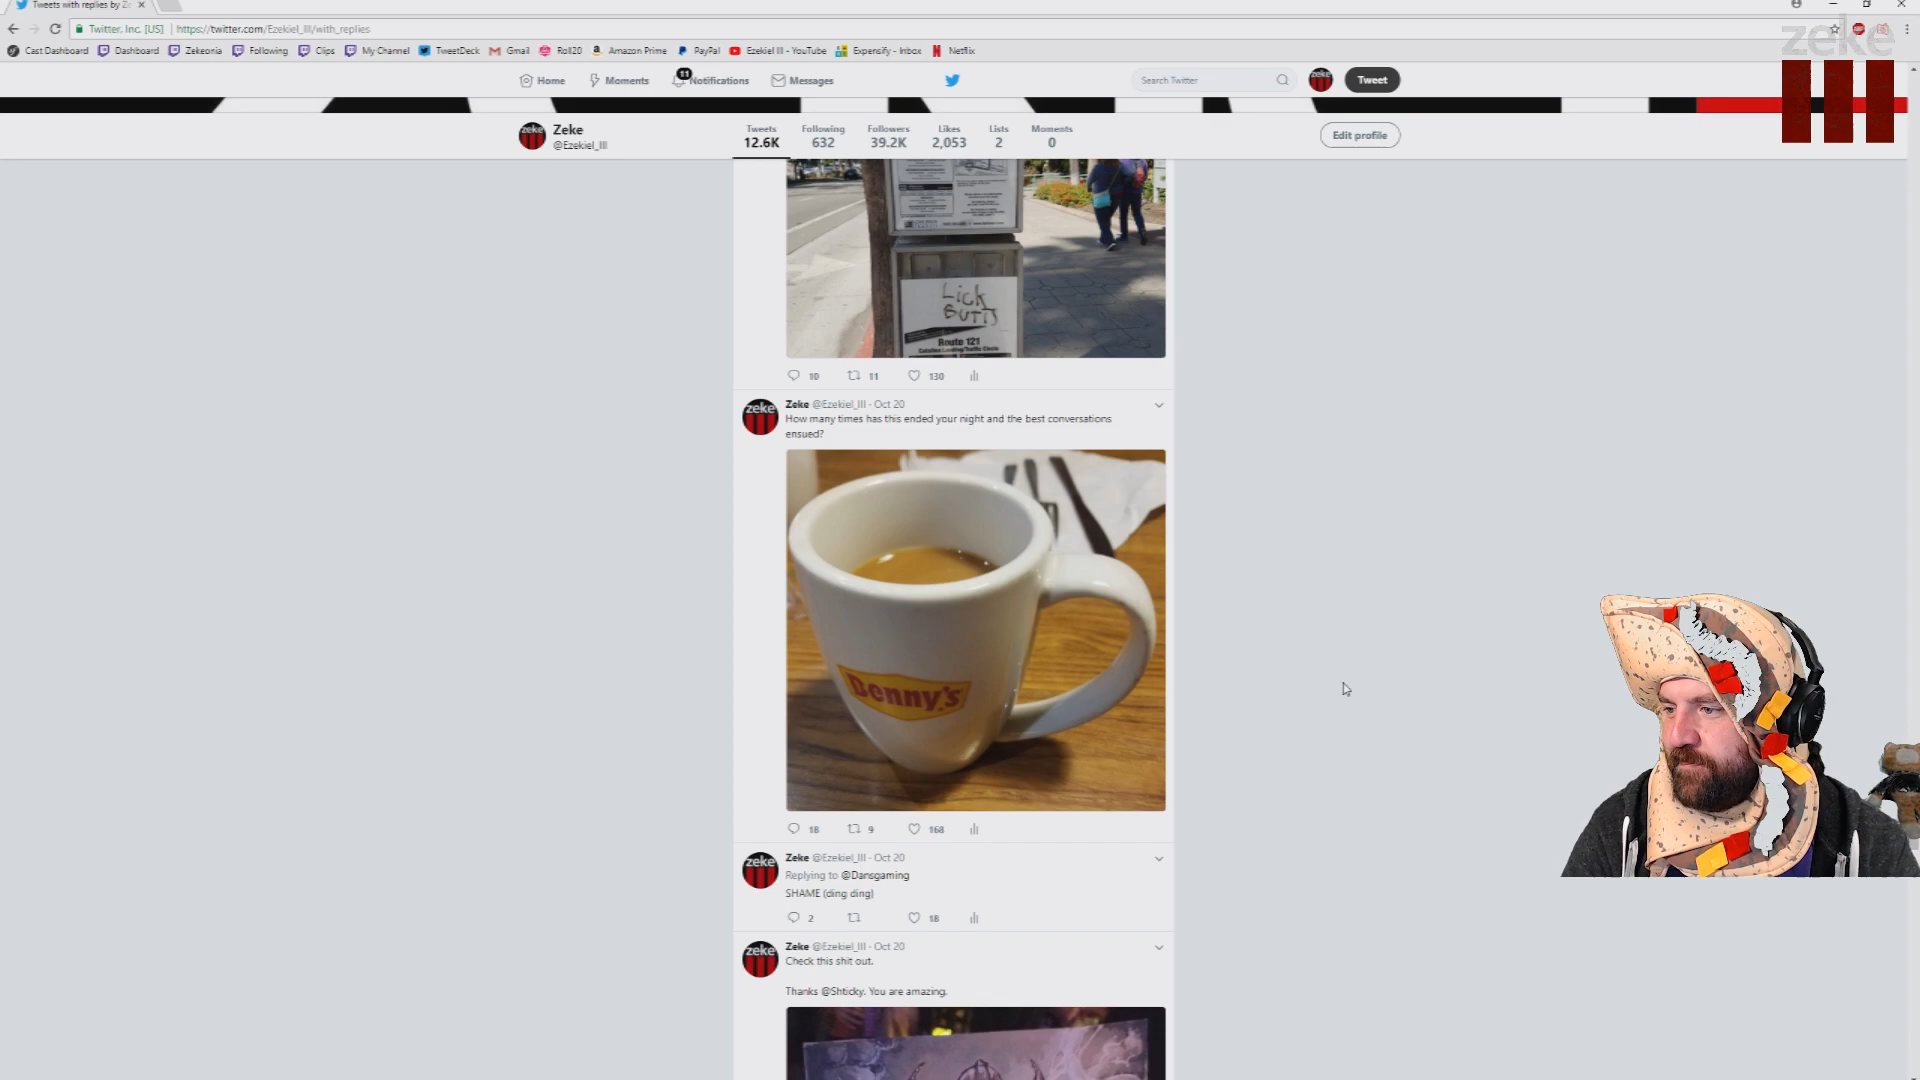 Tweets with replies by Ze
Twitter, Inc. [US] https://twitter.com/Ezekiel_III/with_replies
Cast Dashboard Dashboard Zekeonia Following Clips My Channel TweetDeck Gmail Roll20 Amazon Prime PayPal Ezekiel III - YouTube Expensify - Inbox Netflix
zeke
Home Moments 11 Notifications Messages Search Twitter Tweet
Zeke
@Ezekiel_III
Tweets Following Followers Likes Lists Moments
12.6K 632 39.2K 2,053 2 0
Edit profile
Lick
BUTTS
Route 121
10 11 130
Zeke @Ezekiel_III - Oct 20
How many times has this ended your night and the best conversations
ensued?
Denny's
18 9 168
Zeke @Ezekiel_III - Oct 20
Replying to @Dansgaming
SHAME (ding ding)
2 18
Zeke @Ezekiel_III - Oct 20
Check this shit out.
Thanks @Shticky. You are amazing.